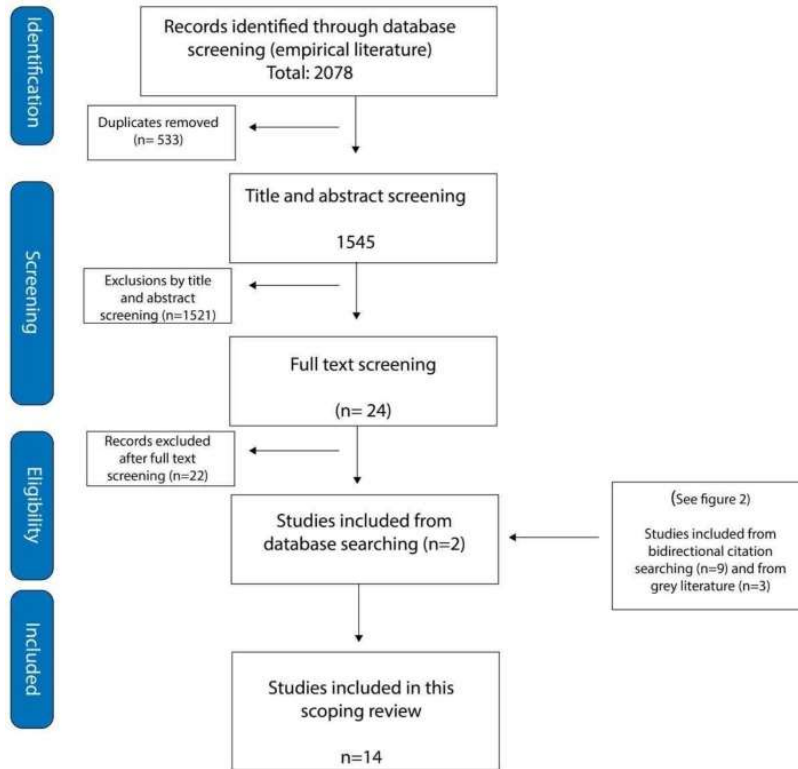 Identification
Records identified through database
screening (empirical literature)
Total: 2078
Duplicates removed
(n= 533)
Screening
Title and abstract screening
1545
Exclusions by title
and abstract
screening (n=1521)
Full text screening
(n= 24)
Eligibility
Records excluded
after full text
screening (n=22)
Studies included from
database searching (n=2)
(See figure 2)
Studies included from
bidirectional citation
searching (n=9) and from
grey literature (n=3)
Included
Studies included in this
scoping review
n=14